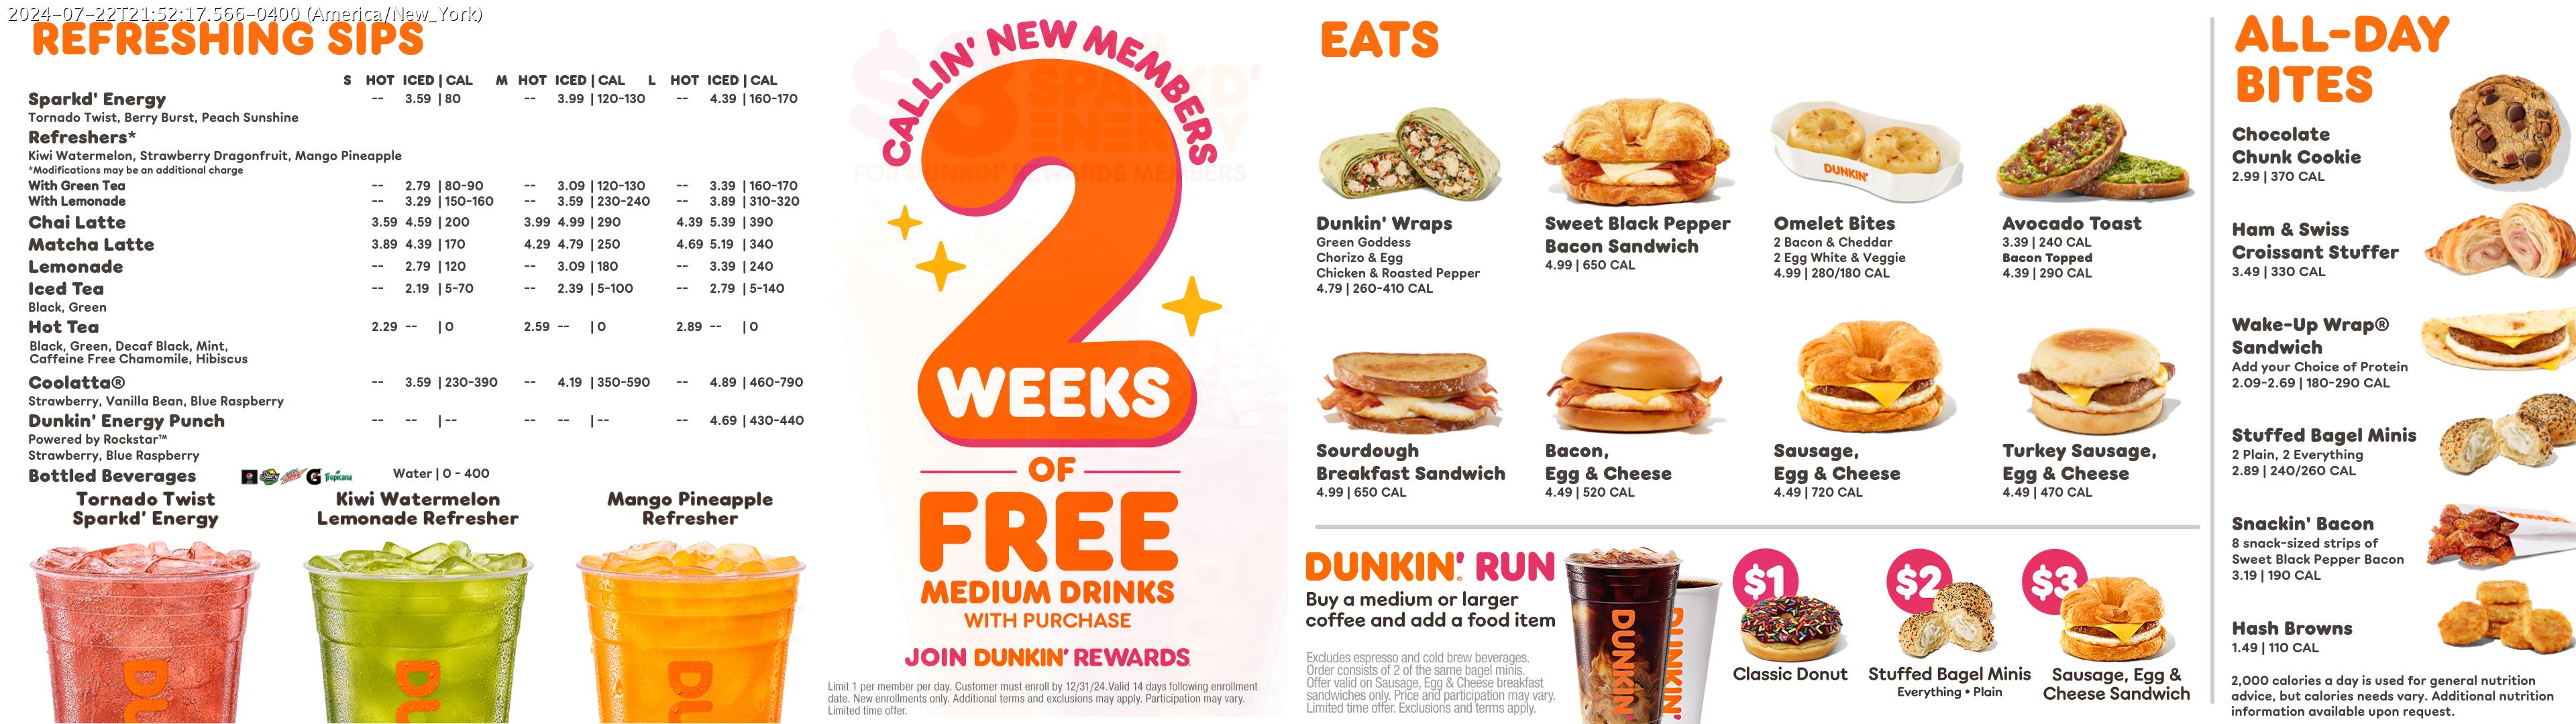 2024-07-22T21:52:17.566-0400 (America/New_York)
REFRESHING SIPS
S HOT ICED | CAL M HOT ICED | CAL L HOT ICED | CAL
Sparkd' Energy -- 3.59 | 80 -- 3.99 | 120-130 -- 4.39 | 160-170
Tornado Twist, Berry Burst, Peach Sunshine
Refreshers*
Kiwi Watermelon, Strawberry Dragonfruit, Mango Pineapple
*Modifications may be an additional charge
With Green Tea -- 2.79 | 80-90 -- 3.09 | 120-130 -- 3.39 | 160-170
With Lemonade -- 3.29 | 150-160 -- 3.59 | 230-240 -- 3.89 | 310-320
Chai Latte 3.59 4.59 | 200 3.99 4.99 | 290 4.39 5.39 | 390
Matcha Latte 3.89 4.39 | 170 4.29 4.79 | 250 4.69 5.19 | 340
Lemonade -- 2.79 | 120 -- 3.09 | 180 -- 3.39 | 240
Iced Tea -- 2.19 | 5-70 -- 2.39 | 5-100 -- 2.79 | 5-140
Black, Green
Hot Tea 2.29 -- | 0 2.59 -- | 0 2.89 -- | 0
Black, Green, Decaf Black, Mint,
Caffeine Free Chamomile, Hibiscus
Coolatta® -- 3.59 | 230-390 -- 4.19 | 350-590 -- 4.89 | 460-790
Strawberry, Vanilla Bean, Blue Raspberry
Dunkin' Energy Punch -- -- | -- -- -- | -- -- 4.69 | 430-440
Powered by Rockstar™
Strawberry, Blue Raspberry
Bottled Beverages G Tropicana Water | 0 - 400
Tornado Twist
Sparkd' Energy
Kiwi Watermelon
Lemonade Refresher
Mango Pineapple
Refresher
DU
DU
DU
CALLIN' NEW MEMBERS
$3 SPARKD'
ENERGY
FOR DUNKIN' REWARDS MEMBERS
2
WEEKS
OF
FREE
MEDIUM DRINKS
WITH PURCHASE
JOIN DUNKIN' REWARDS
Limit 1 per member per day. Customer must enroll by 12/31/24.Valid 14 days following enrollment
date. New enrollments only. Additional terms and exclusions may apply. Participation may vary.
Limited time offer.
EATS
DUNKIN'
Dunkin' Wraps
Green Goddess
Chorizo & Egg
Chicken & Roasted Pepper
4.79 | 260-410 CAL
Sweet Black Pepper
Bacon Sandwich
4.99 | 650 CAL
Omelet Bites
2 Bacon & Cheddar
2 Egg White & Veggie
4.99 | 280/180 CAL
Avocado Toast
3.39 | 240 CAL
Bacon Topped
4.39 | 290 CAL
Sourdough
Breakfast Sandwich
4.99 | 650 CAL
Bacon,
Egg & Cheese
4.49 | 520 CAL
Sausage,
Egg & Cheese
4.49 | 720 CAL
Turkey Sausage,
Egg & Cheese
4.49 | 470 CAL
DUNKIN' RUN
Buy a medium or larger
coffee and add a food item
Excludes espresso and cold brew beverages.
Order consists of 2 of the same bagel minis.
Offer valid on Sausage, Egg & Cheese breakfast
sandwiches only. Price and participation may vary.
Limited time offer. Exclusions and terms apply.
DUNKIN'
DUNKIN'
$1
Classic Donut
$2
Stuffed Bagel Minis
Everything • Plain
$3
Sausage, Egg &
Cheese Sandwich
ALL-DAY
BITES
Chocolate
Chunk Cookie
2.99 | 370 CAL
Ham & Swiss
Croissant Stuffer
3.49 | 330 CAL
Wake-Up Wrap®
Sandwich
Add your Choice of Protein
2.09-2.69 | 180-290 CAL
Stuffed Bagel Minis
2 Plain, 2 Everything
2.89 | 240/260 CAL
Snackin' Bacon
8 snack-sized strips of
Sweet Black Pepper Bacon
3.19 | 190 CAL
Hash Browns
1.49 | 110 CAL
2,000 calories a day is used for general nutrition
advice, but calories needs vary. Additional nutrition
information available upon request.